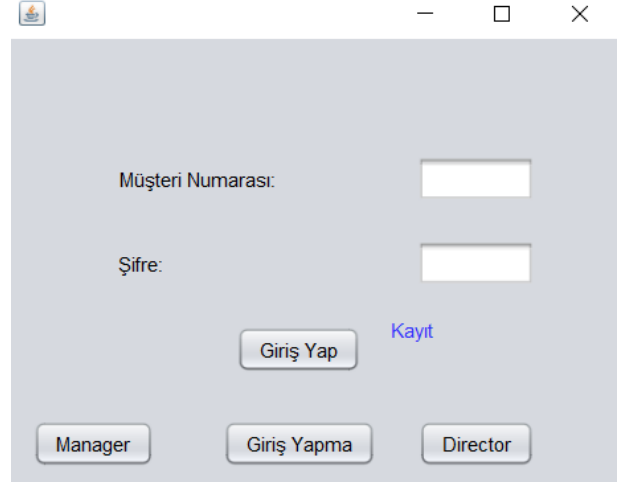 Müşteri Numarası:
Şifre:
Giriş Yap
Kayıt
Manager
Giriş Yapma
Director